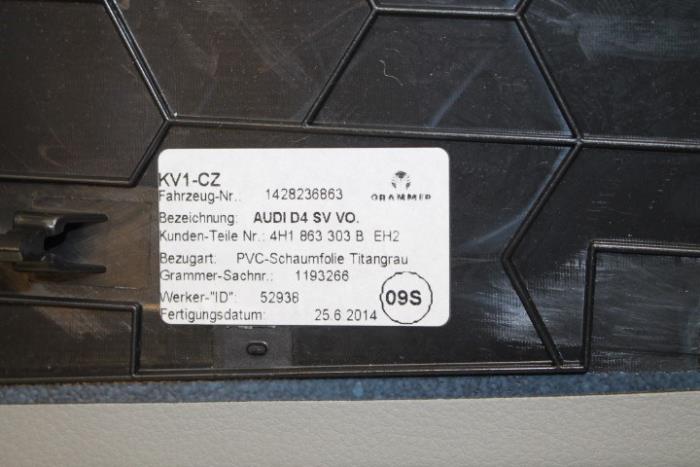 KV1-CZ
Fahrzeug-Nr.: 1428236863
GRAMMER
Bezeichnung: AUDI D4 SV VO.
Kunden-Teile Nr.: 4H1 863 303 B EH2
Bezugart: PVC-Schaumfolie Titangrau
Grammer-Sachnr.: 1193266
Werker-"ID": 52938
09S
Fertigungsdatum: 25.6.2014